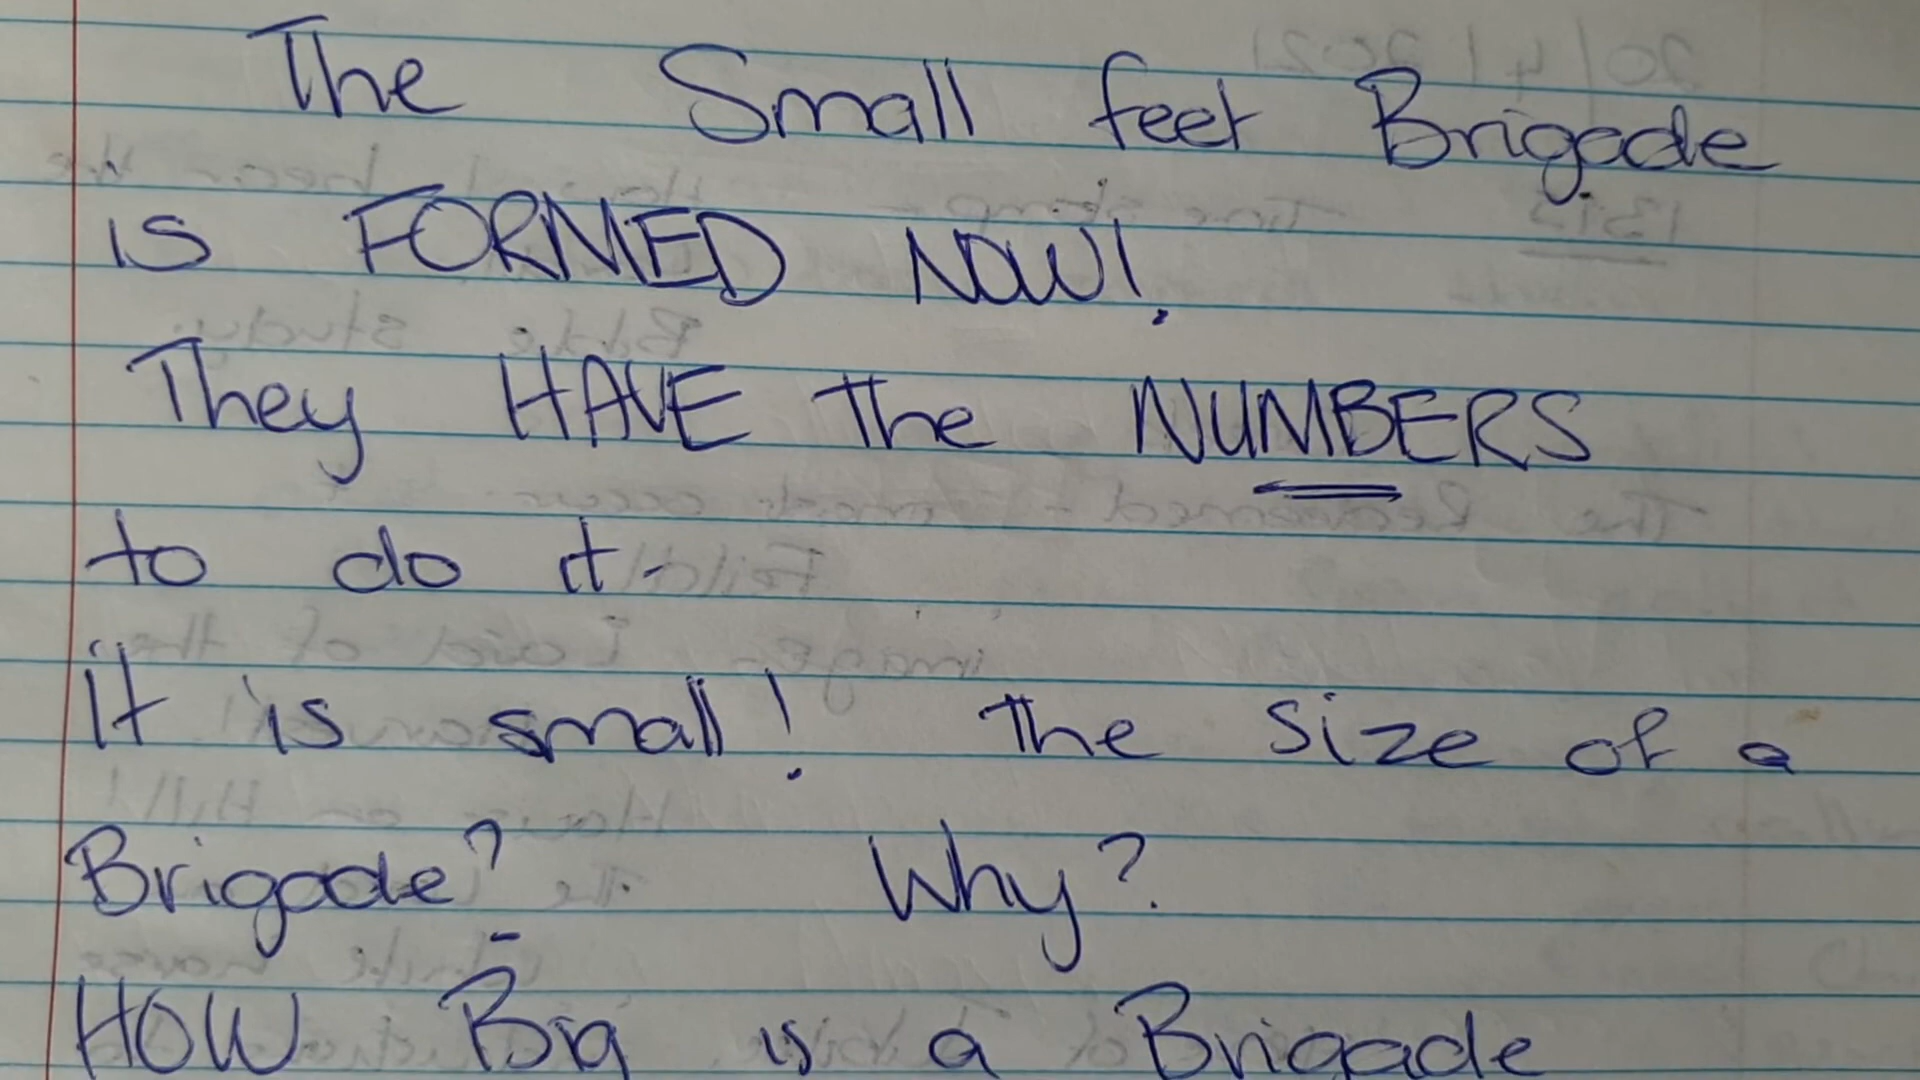 The Small feet Brigade
is FORMED NOW!
They HAVE the NUMBERS
to do it-
it is small! The size of a
Brigade? Why?
HOW Big is a Brigade